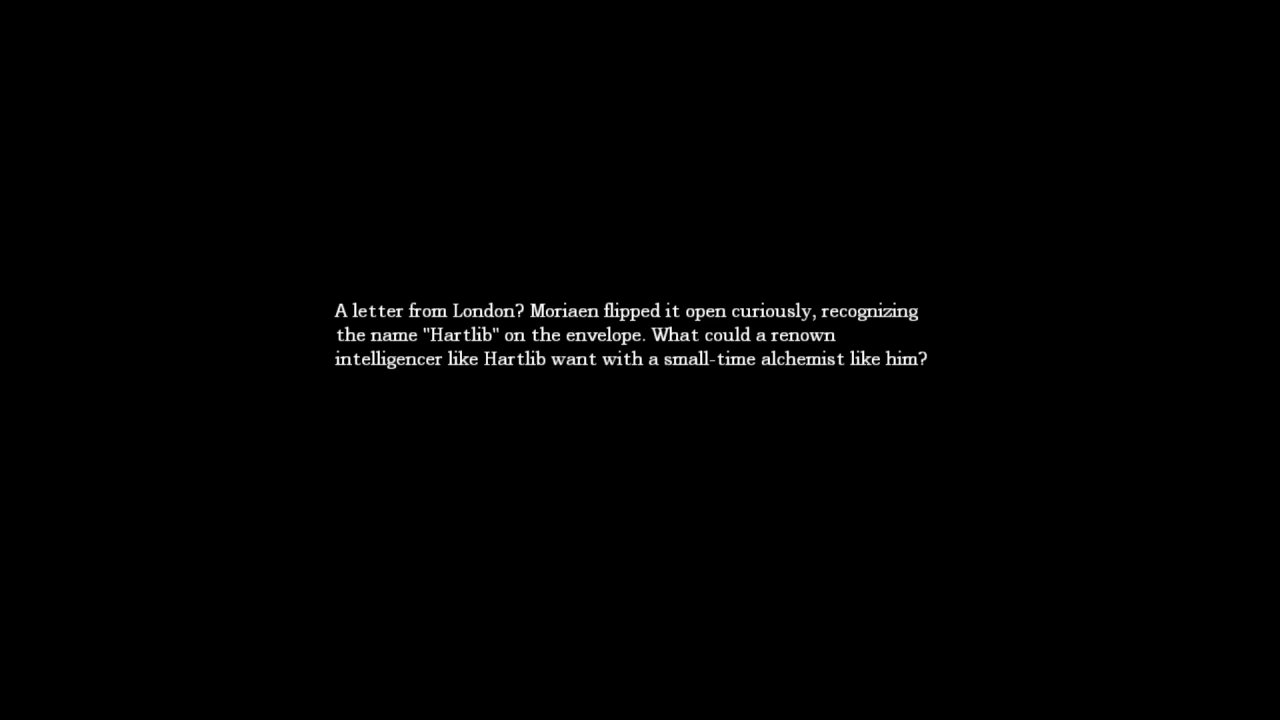 A letter from London? Moriaen flipped it open curiously, recognizing
the name "Hartlib" on the envelope. What could a renown
intelligencer like Hartlib want with a small-time alchemist like him?